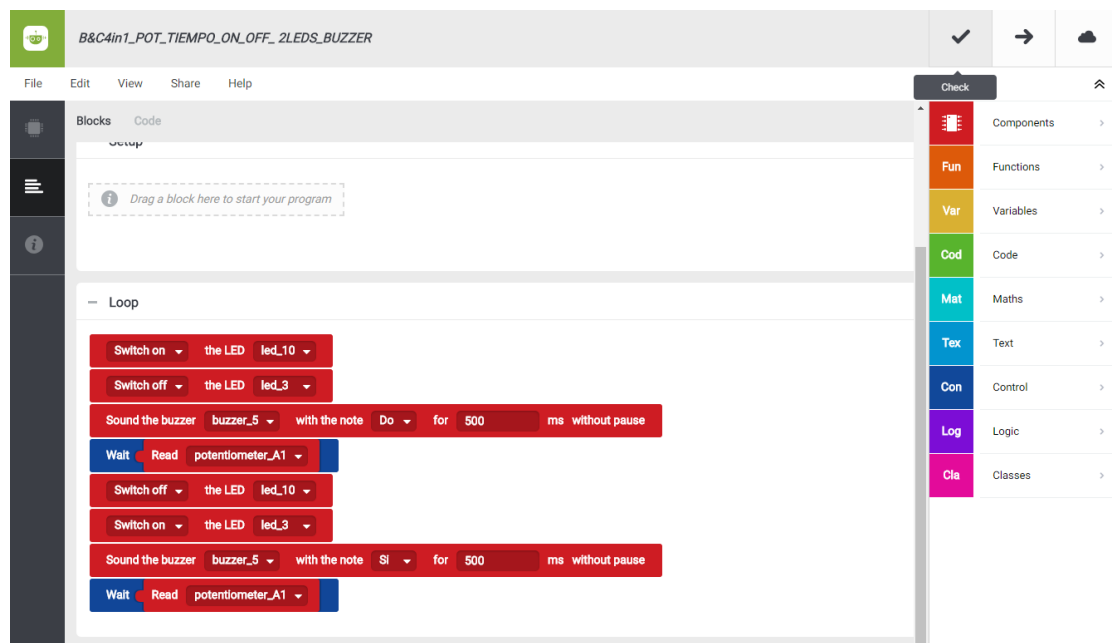 B&C4in1_POT_TIEMPO_ON_OFF_ 2LEDS_BUZZER
File Edit View Share Help
Check
Blocks Code
Setup
Drag a block here to start your program
Loop
Switch on the LED led_10
Switch off the LED led_3
Sound the buzzer buzzer_5 with the note Do for 500 ms without pause
Wait Read potentiometer_A1
Switch off the LED led_10
Switch on the LED led_3
Sound the buzzer buzzer_5 with the note Si for 500 ms without pause
Wait Read potentiometer_A1
Components
Fun Functions
Var Variables
Cod Code
Mat Maths
Tex Text
Con Control
Log Logic
Cla Classes